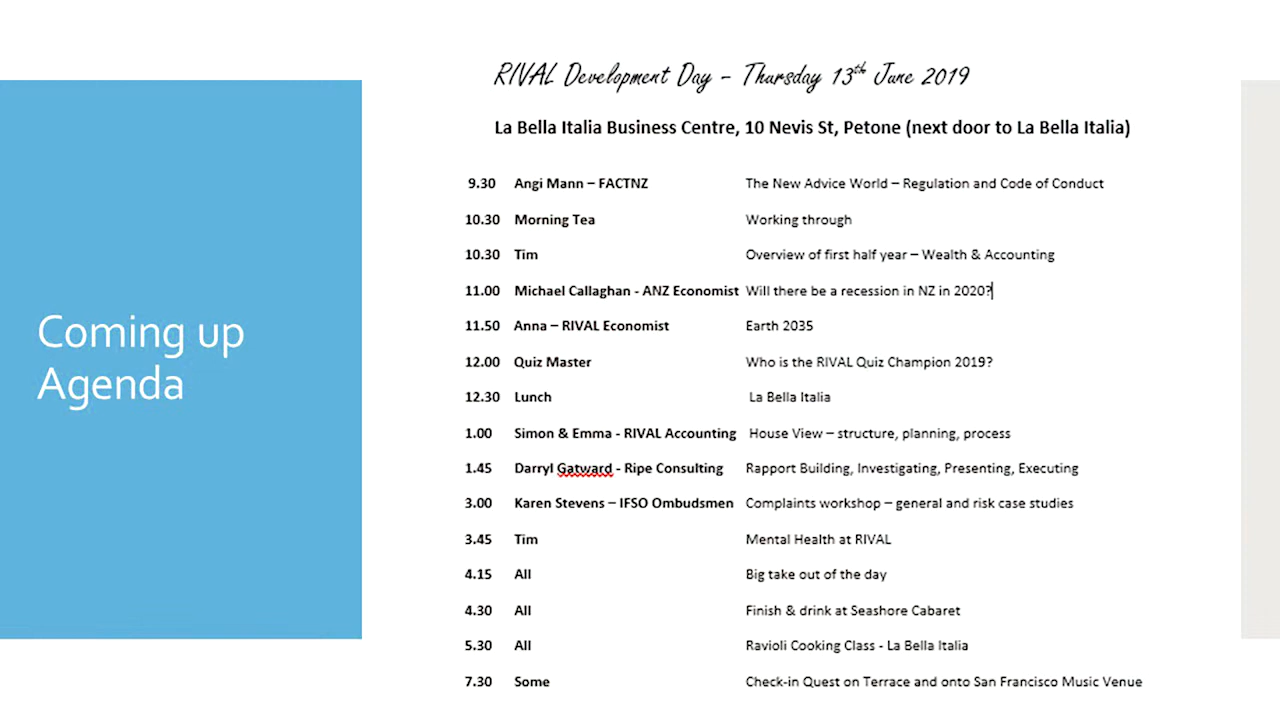 Coming up
Agenda
RIVAL Development Day – Thursday 13th June 2019
La Bella Italia Business Centre, 10 Nevis St, Petone (next door to La Bella Italia)
9.30 Angi Mann – FACTNZ The New Advice World – Regulation and Code of Conduct
10.30 Morning Tea Working through
10.30 Tim Overview of first half year – Wealth & Accounting
11.00 Michael Callaghan - ANZ Economist Will there be a recession in NZ in 2020?
11.50 Anna – RIVAL Economist Earth 2035
12.00 Quiz Master Who is the RIVAL Quiz Champion 2019?
12.30 Lunch La Bella Italia
1.00 Simon & Emma - RIVAL Accounting House View – structure, planning, process
1.45 Darryl Gatward - Ripe Consulting Rapport Building, Investigating, Presenting, Executing
3.00 Karen Stevens – IFSO Ombudsmen Complaints workshop – general and risk case studies
3.45 Tim Mental Health at RIVAL
4.15 All Big take out of the day
4.30 All Finish & drink at Seashore Cabaret
5.30 All Ravioli Cooking Class - La Bella Italia
7.30 Some Check-in Quest on Terrace and onto San Francisco Music Venue